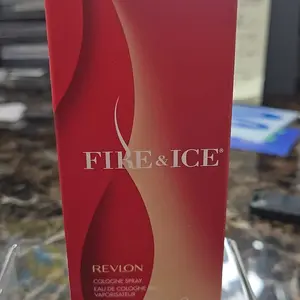 FIRE & ICE®
REVLON
COLOGNE SPRAY
EAU DE COLOGNE
VAPORISATEUR